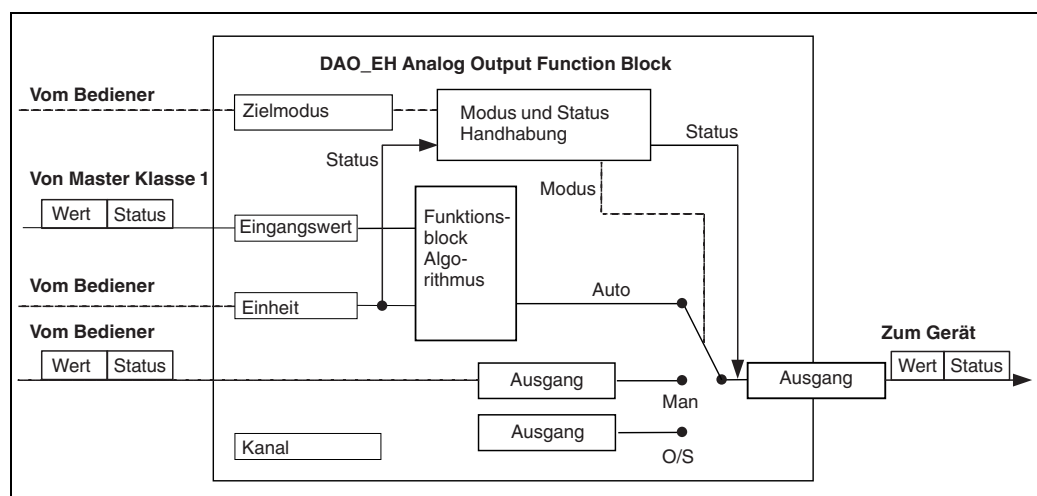 DAO_EH Analog Output Function Block
Vom Bediener
Zielmodus
Modus und Status
Handhabung
Status
Status
Von Master Klasse 1
Modus
Wert Status
Eingangswert
Funktions-
block
Algo-
rithmus
Vom Bediener
Einheit
Auto
Vom Bediener
Zum Gerät
Wert Status
Wert Status
Ausgang
Ausgang
Man
Ausgang
Kanal
O/S